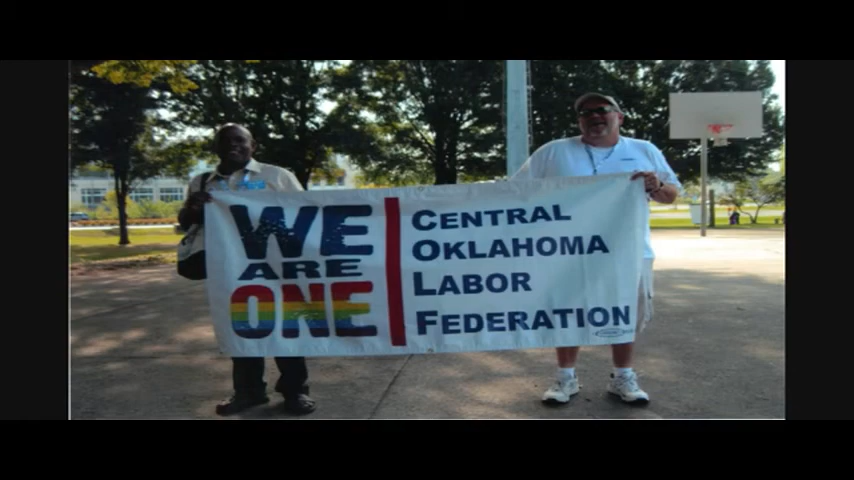 WE
ARE
ONE
CENTRAL
OKLAHOMA
LABOR
FEDERATION